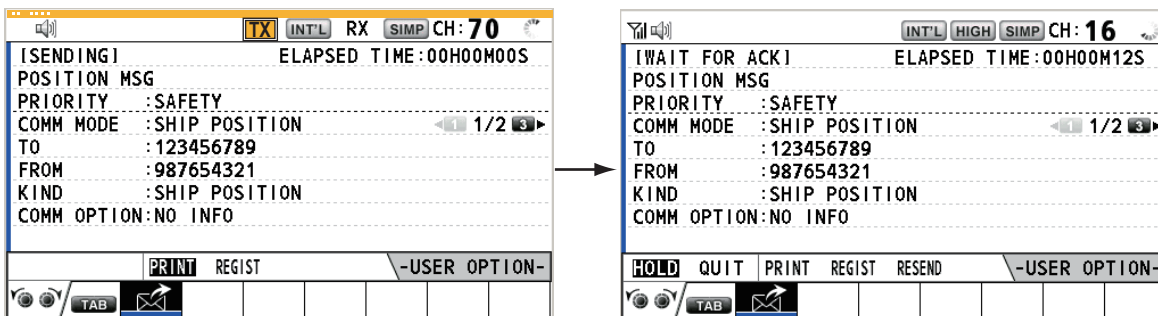 TX INT'L RX SIMP CH:70
[SENDING] ELAPSED TIME:00H00M00S
POSITION MSG
PRIORITY :SAFETY
COMM MODE :SHIP POSITION 1 1/2 3
TO :123456789
FROM :987654321
KIND :SHIP POSITION
COMM OPTION:NO INFO
PRINT REGIST -USER OPTION-
TAB
INT'L HIGH SIMP CH:16
[WAIT FOR ACK] ELAPSED TIME:00H00M12S
POSITION MSG
PRIORITY :SAFETY
COMM MODE :SHIP POSITION 1 1/2 3
TO :123456789
FROM :987654321
KIND :SHIP POSITION
COMM OPTION:NO INFO
HOLD QUIT PRINT REGIST RESEND -USER OPTION-
TAB